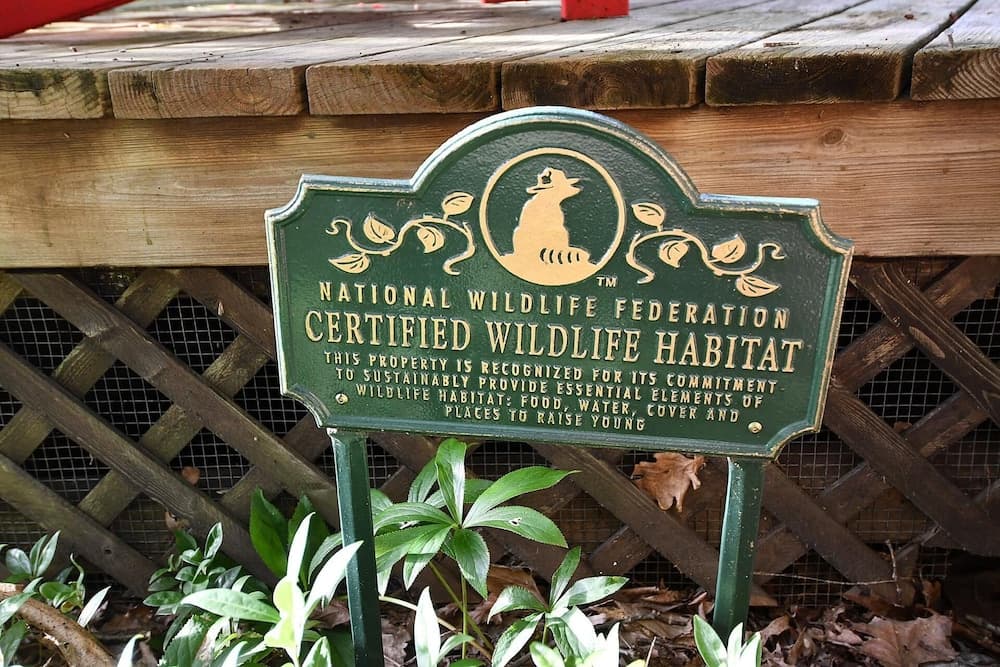 TM
NATIONAL WILDLIFE FEDERATION
CERTIFIED WILDLIFE HABITAT
THIS PROPERTY IS RECOGNIZED FOR ITS COMMITMENT
TO SUSTAINABLY PROVIDE ESSENTIAL ELEMENTS OF
WILDLIFE HABITAT: FOOD, WATER, COVER AND
PLACES TO RAISE YOUNG